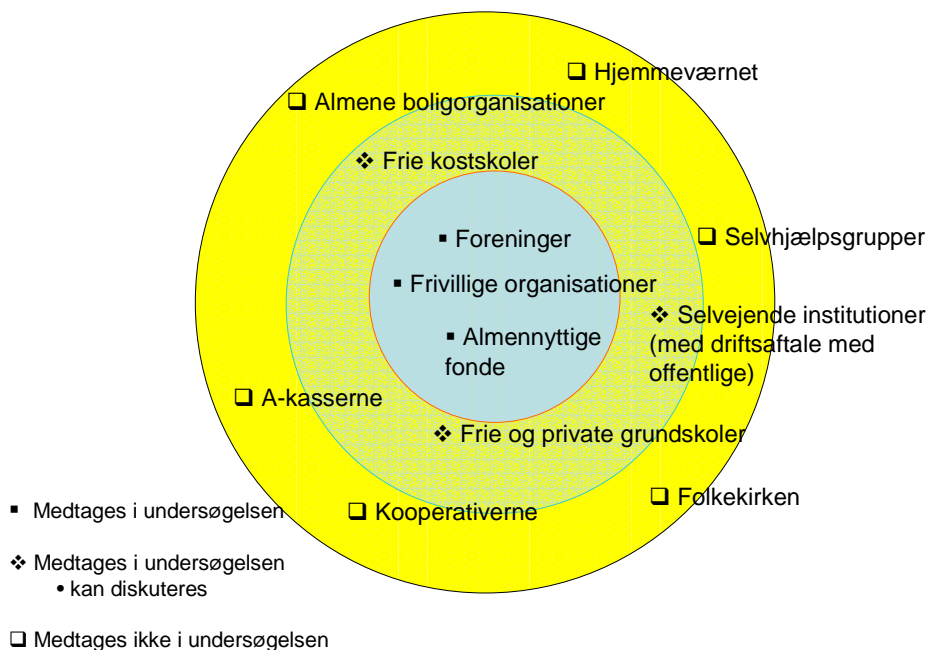 ❑ Hjemmeværnet
❑ Almene boligorganisationer
❖ Frie kostskoler
▪ Foreninger
❑ Selvhjælpsgrupper
▪ Frivillige organisationer
❖ Selvejende institutioner
(med driftsaftale med
offentlige)
▪ Almennyttige
fonde
❑ A-kasserne
❖ Frie og private grundskoler
❑ Folkekirken
❑ Kooperativerne
▪ Medtages i undersøgelsen
❖ Medtages i undersøgelsen
• kan diskuteres
❑ Medtages ikke i undersøgelsen